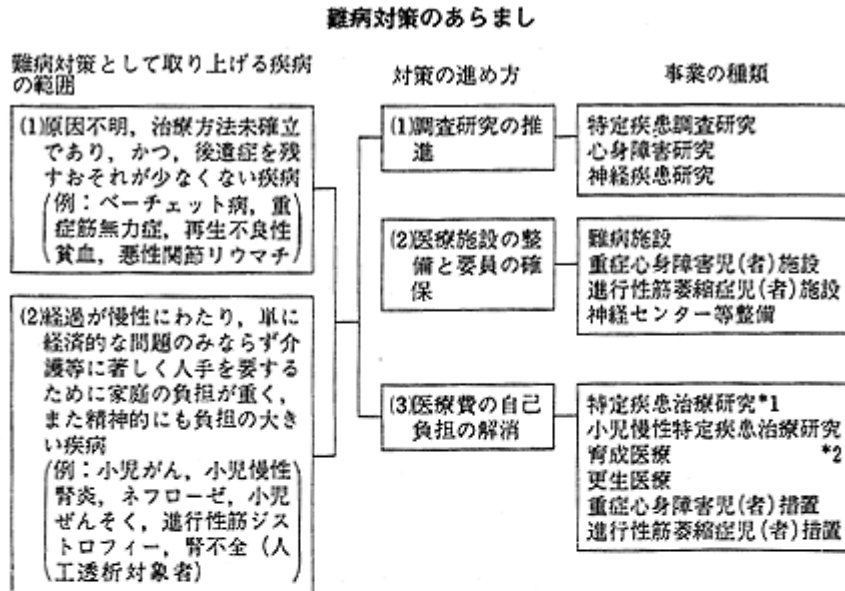 難病対策のあらまし
難病対策として取り上げる疾病
の範囲
(1)原因不明，治療方法未確立
であり，かつ，後遺症を残
すおそれが少なくない疾病
(例：ベーチェット病，重
症筋無力症，再生不良性
貧血，悪性関節リウマチ)
(2)経過が慢性にわたり，単に
経済的な問題のみならず介
護等に著しく人手を要する
ために家庭の負担が重く，
また精神的にも負担の大き
い疾病
(例：小児がん，小児慢性
腎炎，ネフローゼ，小児
ぜんそく，進行性筋ジス
トロフィー，腎不全（人
工透析対象者）)
対策の進め方
(1)調査研究の推
進
(2)医療施設の整
備と要員の確
保
(3)医療費の自己
負担の解消
事業の種類
特定疾患調査研究
心身障害研究
神経疾患研究
難病施設
重症心身障害児(者)施設
進行性筋萎縮症児(者)施設
神経センター等整備
特定疾患治療研究*1
小児慢性特定疾患治療研究
育成医療 *2
更生医療
重症心身障害児(者)措置
進行性筋萎縮症児(者)措置